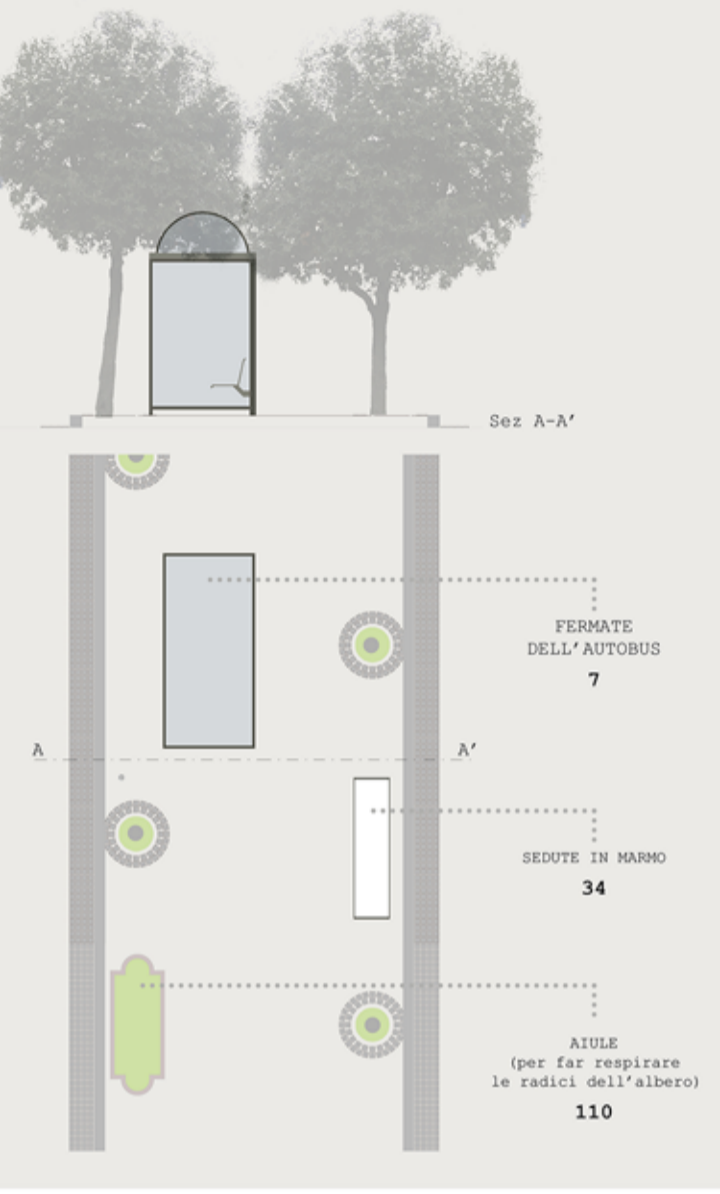 Sez A-A’
FERMATE
DELL’AUTOBUS
7
A
A’
SEDUTE IN MARMO
34
AIULE
(per far respirare
le radici dell’albero)
110